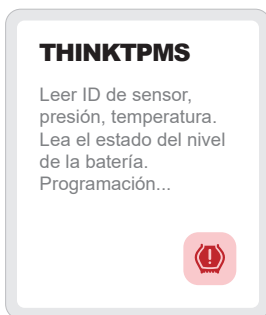 THINKTPMS
Leer ID de sensor,
presión, temperatura.
Lea el estado del nivel
de la batería.
Programación...